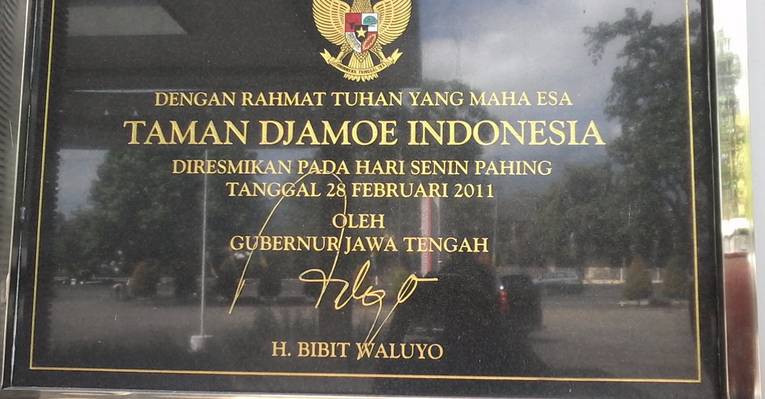 DENGAN RAHMAT TUHAN YANG MAHA ESA
TAMAN DJAMOE INDONESIA
DIRESMIKAN PADA HARI SENIN PAHING
TANGGAL 28 FEBRUARI 2011
OLEH
GUBERNUR JAWA TENGAH
H. BIBIT WALUYO